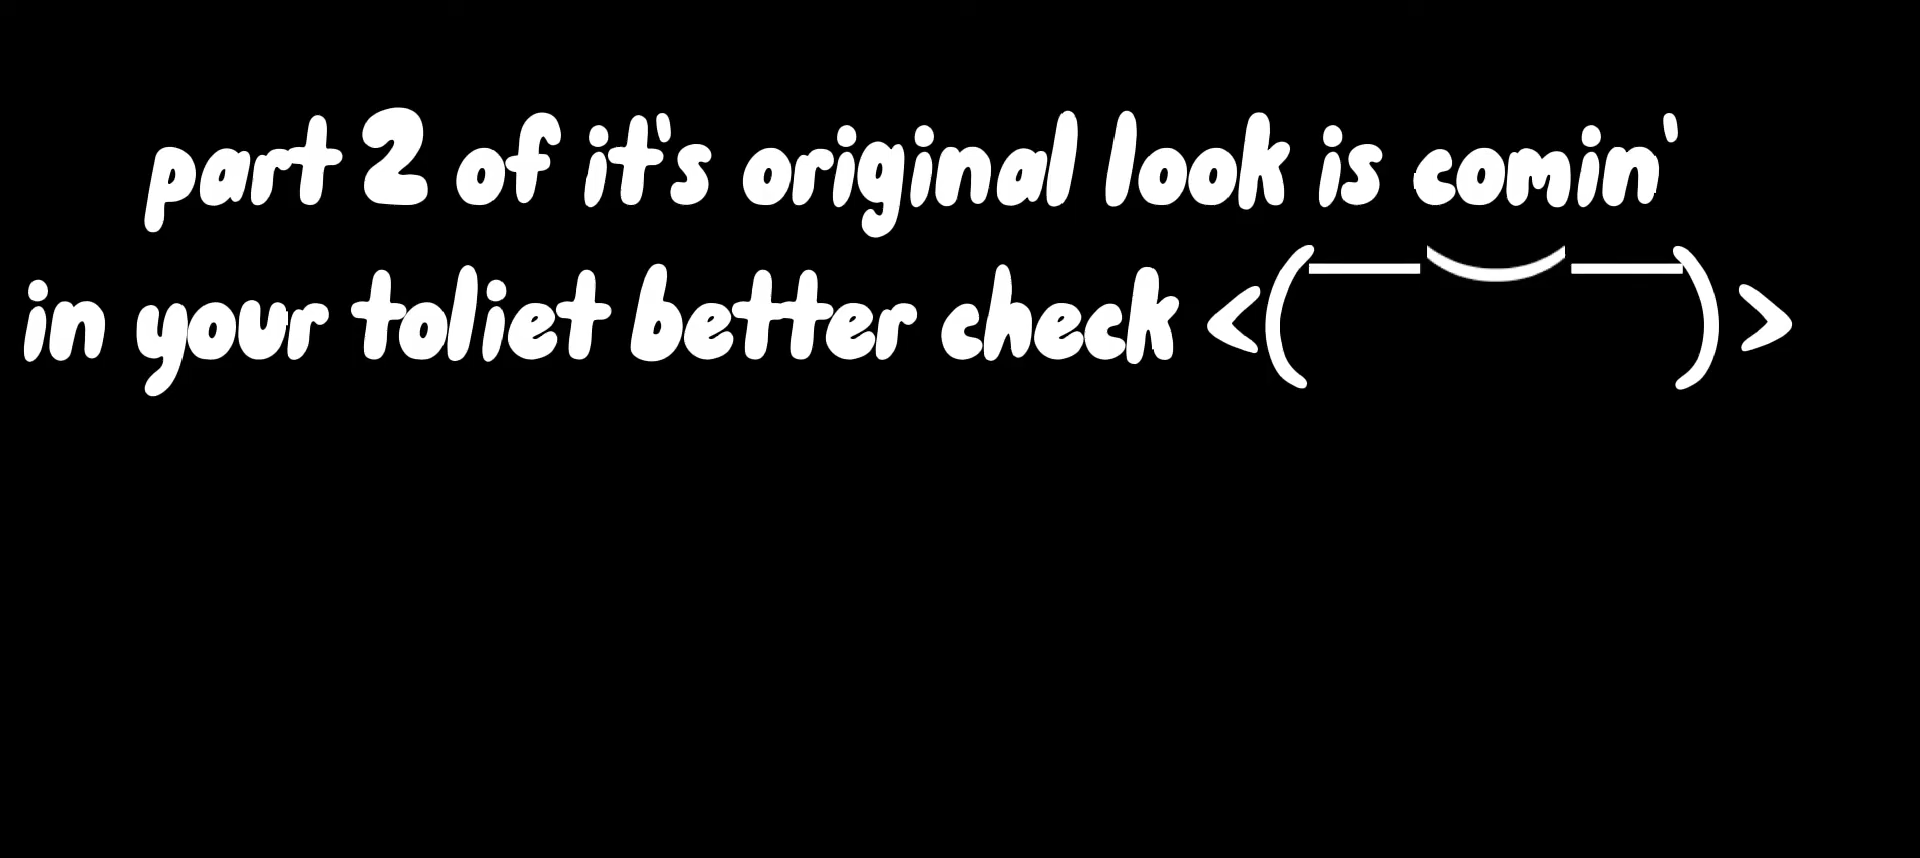 part 2 of it's original look is comin'
in your toliet better check <(￣︶￣)>